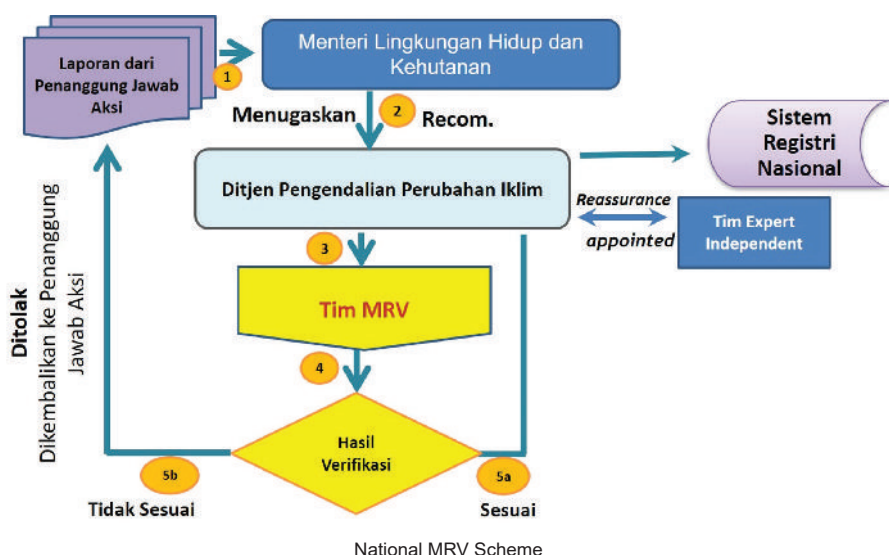 Laporan dari
Penanggung Jawab
Aksi
1
Menteri Lingkungan Hidup dan
Kehutanan
Menugaskan
2
Recom.
Ditjen Pengendalian Perubahan Iklim
Sistem
Registri
Nasional
Reassurance
appointed
Tim Expert
Independent
3
Tim MRV
4
Hasil
Verifikasi
5a
Sesuai
5b
Tidak Sesuai
Ditolak
Dikembalikan ke Penanggung
Jawab Aksi
National MRV Scheme